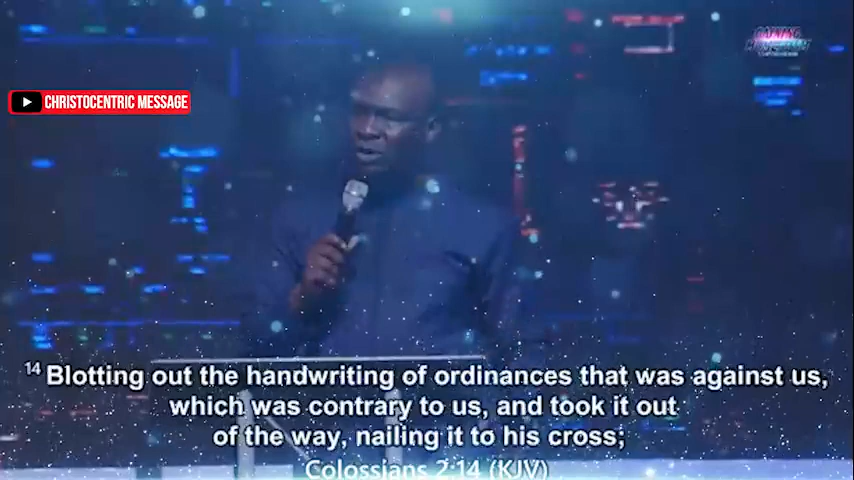 CHRISTOCENTRIC MESSAGE
14 Blotting out the handwriting of ordinances that was against us,
which was contrary to us, and took it out
of the way, nailing it to his cross;
Colossians 2:14 (KJV)